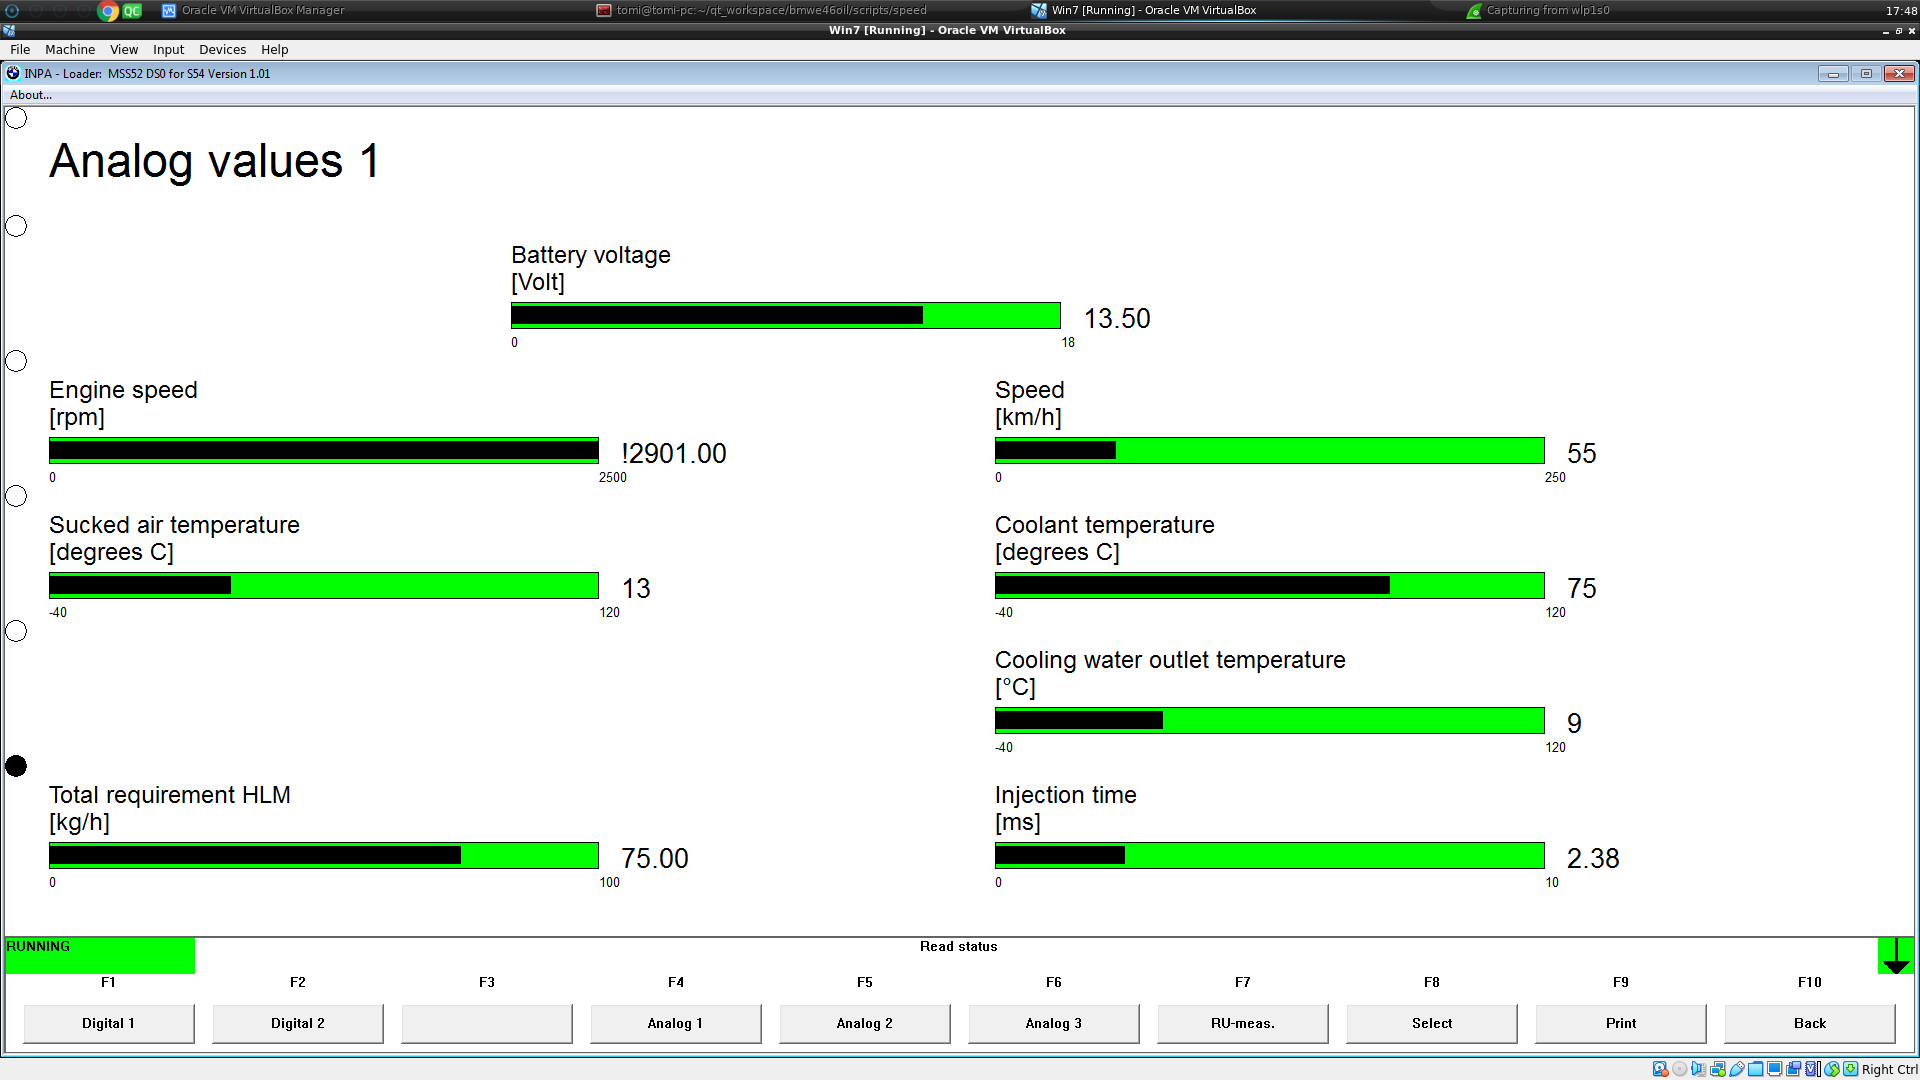 Oracle VM VirtualBox Manager
tomi@tomi-pc:~/qt_workspace/bmwe46oil/scripts/speed
Win7 [Running] - Oracle VM VirtualBox
Capturing from wlp1s0
17:48
QC
Win7 [Running] - Oracle VM VirtualBox
File Machine View Input Devices Help
INPA - Loader: MSS52 DS0 for S54 Version 1.01
About...
Analog values 1
Battery voltage
[Volt]
13.50
0 18
Engine speed
[rpm]
!2901.00
0 2500
Speed
[km/h]
55
0 250
Sucked air temperature
[degrees C]
13
-40 120
Coolant temperature
[degrees C]
75
-40 120
Cooling water outlet temperature
[°C]
9
-40 120
Total requirement HLM
[kg/h]
75.00
0 100
Injection time
[ms]
2.38
0 10
RUNNING
Read status
F1 F2 F3 F4 F5 F6 F7 F8 F9 F10
Digital 1 Digital 2 Analog 1 Analog 2 Analog 3 RU-meas. Select Print Back
Right Ctrl